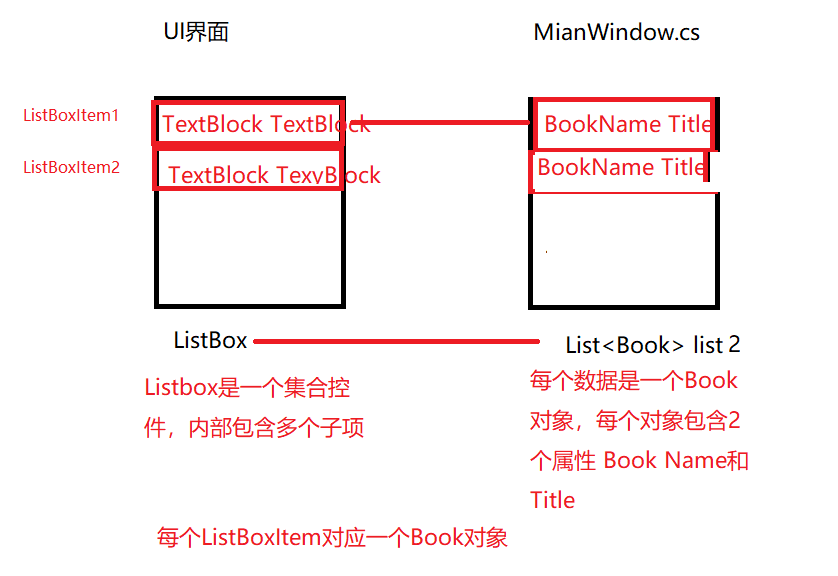 UI界面
MianWindow.cs
ListBoxItem1
TextBlock TextBlock
BookName Title
ListBoxItem2
TextBlock TexyBlock
BookName Title
ListBox
List<Book> list 2
Listbox是一个集合控
件，内部包含多个子项
每个数据是一个Book
对象，每个对象包含2
个属性 Book Name和
Title
每个ListBoxItem对应一个Book对象